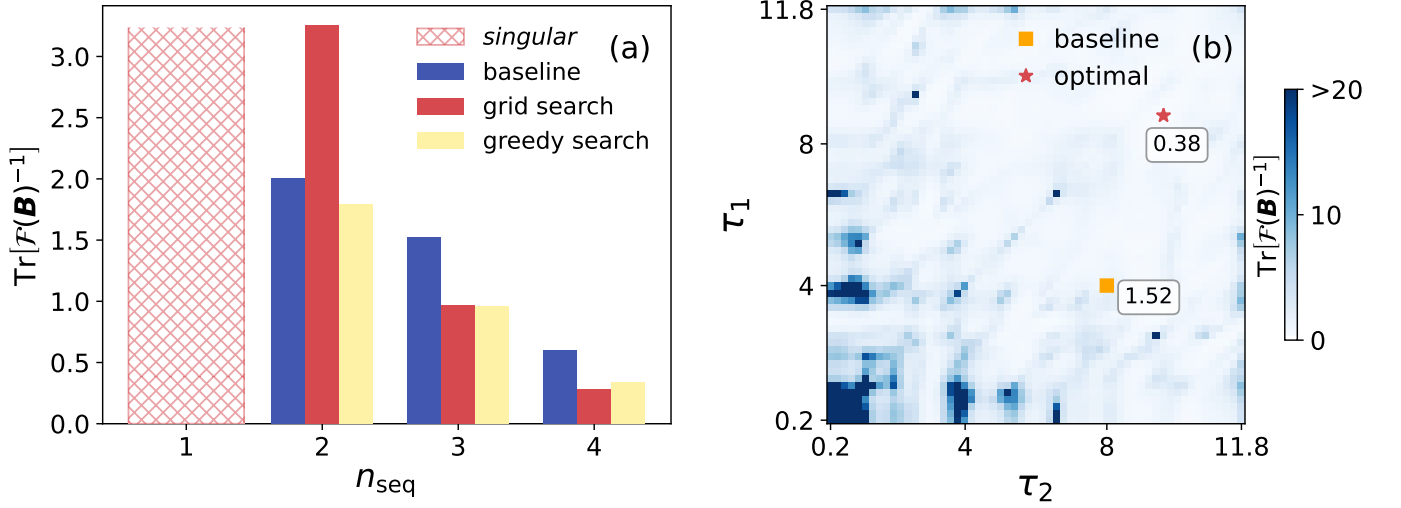 (a)
singular
baseline
grid search
greedy search
3.0
2.5
2.0
1.5
1.0
0.5
0.0
Tr[𝓕(𝑩)⁻¹]
1
2
3
4
n_seq
(b)
baseline
optimal
0.38
1.52
11.8
8
4
0.2
τ₁
0.2
4
8
11.8
τ₂
>20
10
0
Tr[𝓕(𝑩)⁻¹]